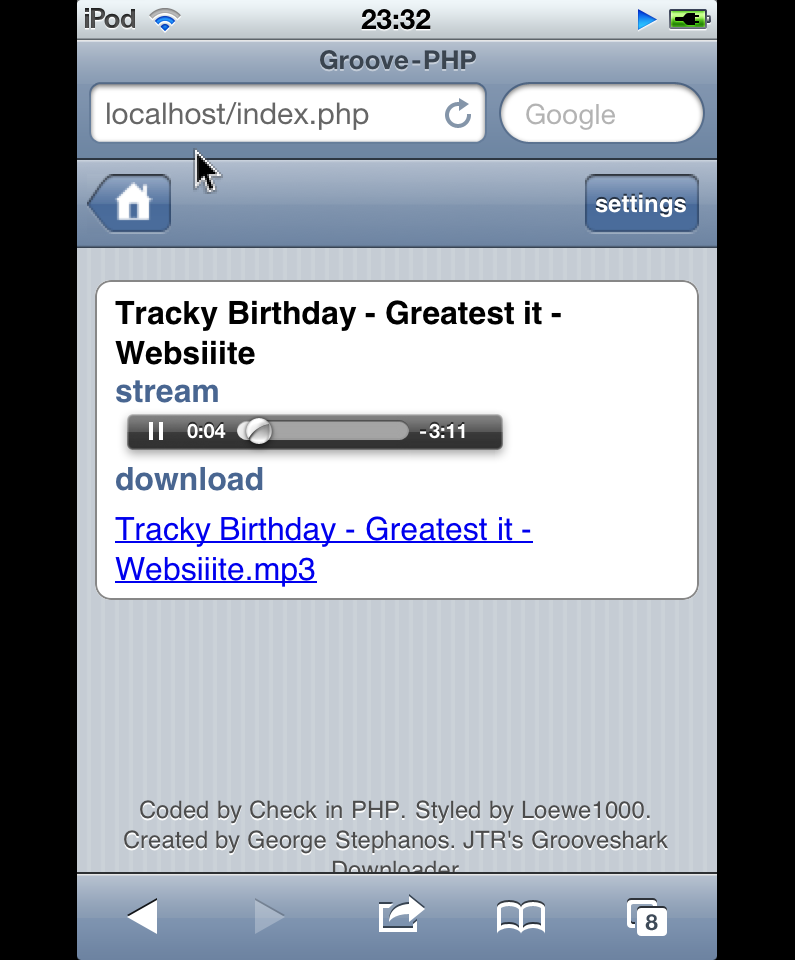 iPod 23:32
Groove-PHP
localhost/index.php Google
settings
Tracky Birthday - Greatest it -
Websiiite
stream
0:04 -3:11
download
Tracky Birthday - Greatest it -
Websiiite.mp3
Coded by Check in PHP. Styled by Loewe1000.
Created by George Stephanos. JTR's Grooveshark
Downloader
8